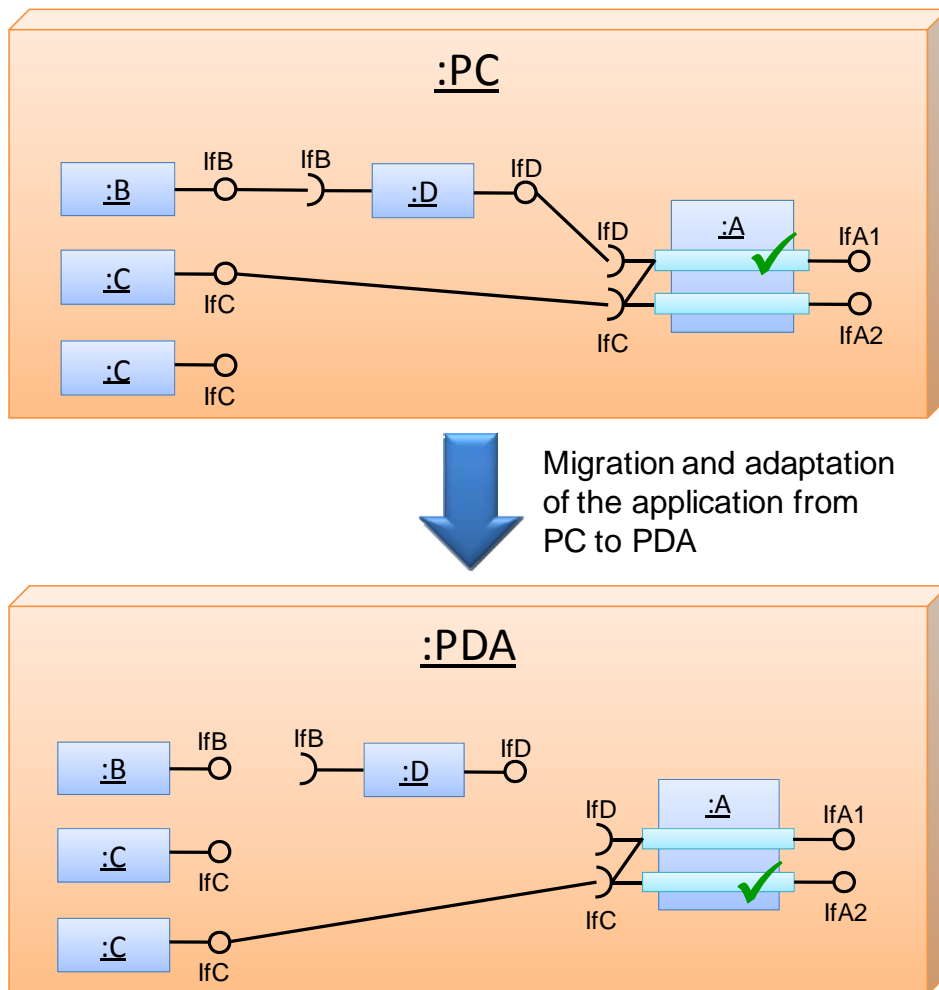 :PC
IfB
IfB
IfD
:B
:D
IfD
:A
IfA1
:C
IfC
IfC
IfA2
:C
IfC
Migration and adaptation
of the application from
PC to PDA
:PDA
IfB
IfB
IfD
:B
:D
IfD
:A
IfA1
:C
IfC
IfC
IfA2
:C
IfC